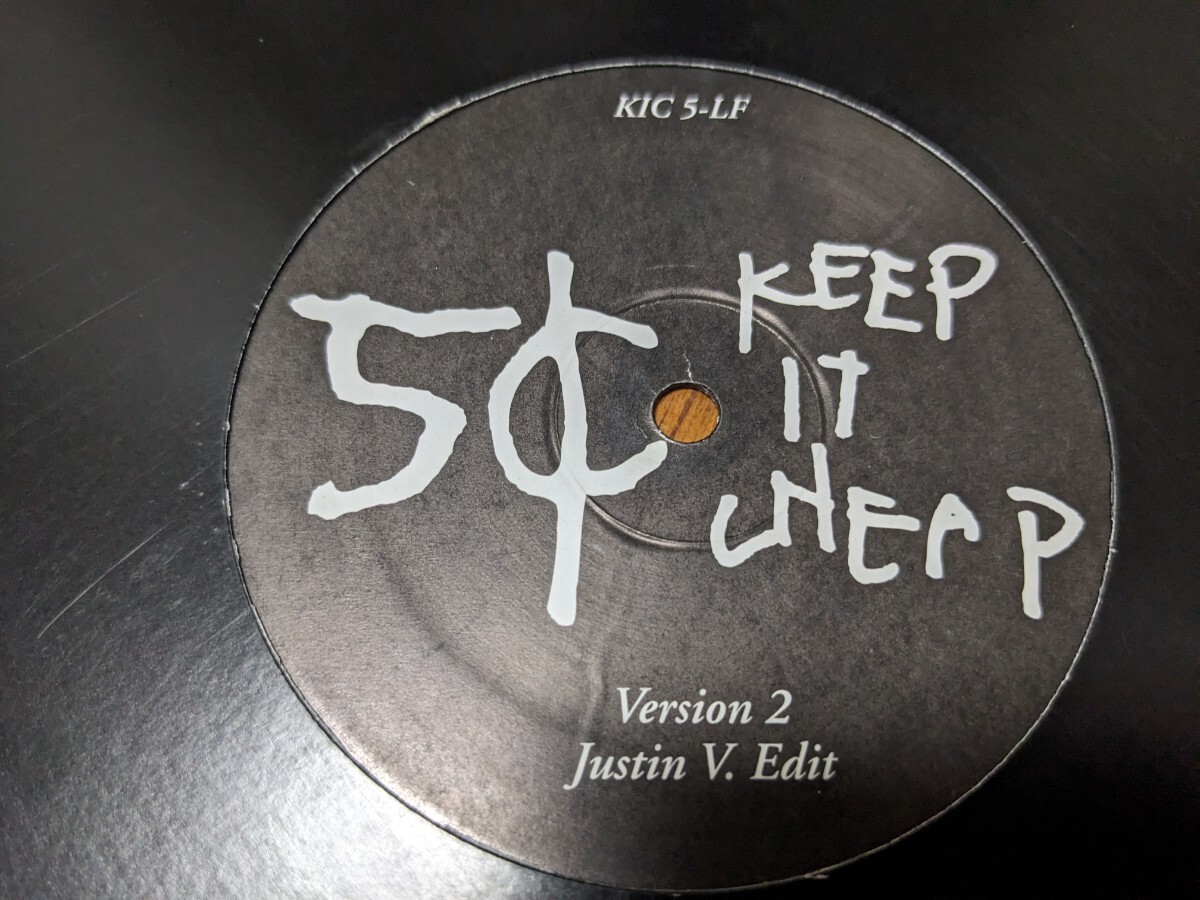 KIC 5-LF
5¢
KEEP
IT
CHEAP
Version 2
Justin V. Edit